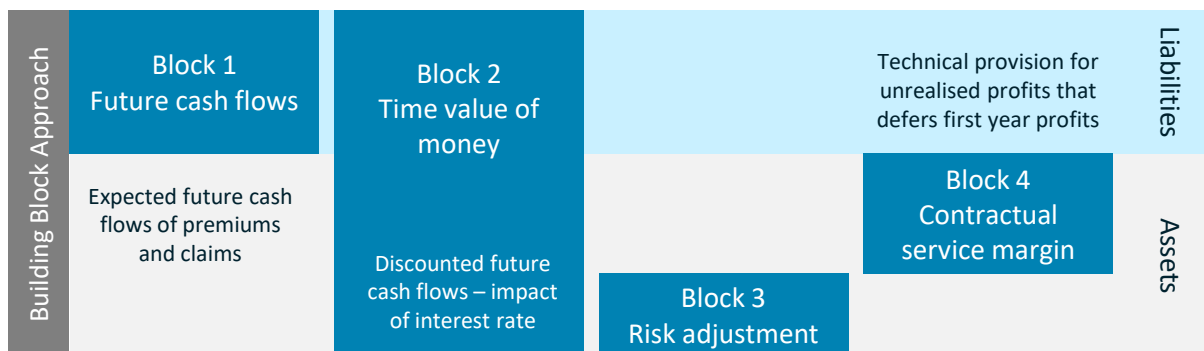 Building Block Approach
Block 1
Future cash flows
Expected future cash
flows of premiums
and claims
Block 2
Time value of
money
Discounted future
cash flows – impact
of interest rate
Block 3
Risk adjustment
Technical provision for
unrealised profits that
defers first year profits
Block 4
Contractual
service margin
Liabilities
Assets